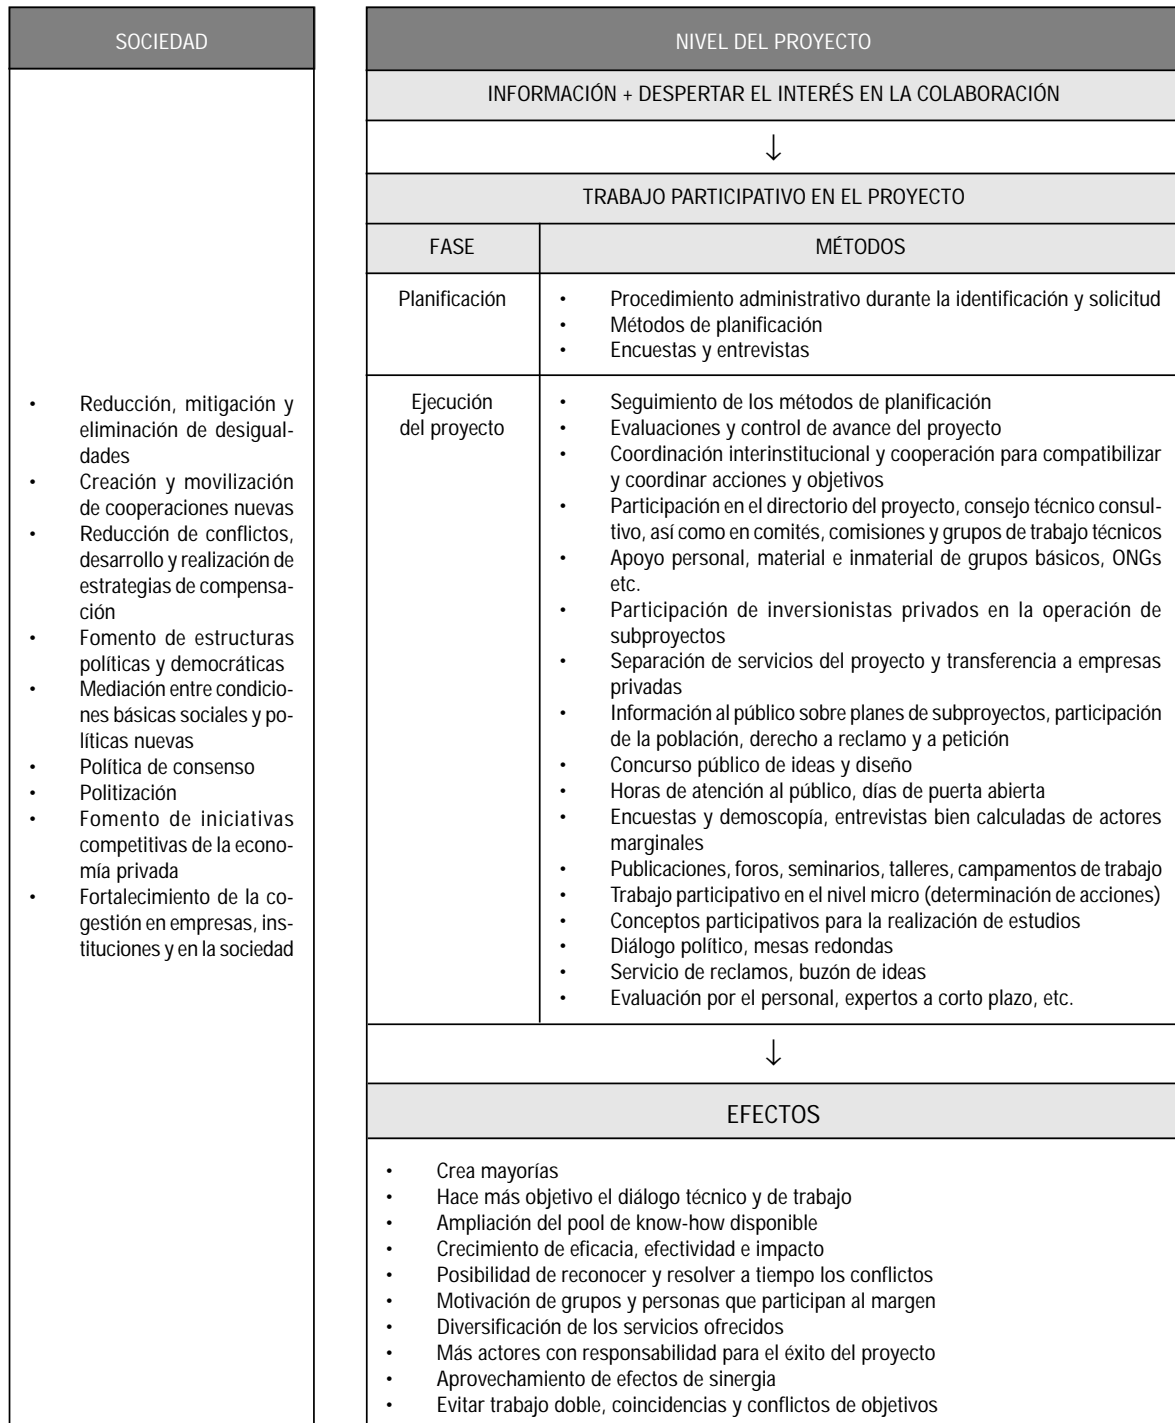 SOCIEDAD
• Reducción, mitigación y
eliminación de desigual-
dades
• Creación y movilización
de cooperaciones nuevas
• Reducción de conflictos,
desarrollo y realización de
estrategias de compensa-
ción
• Fomento de estructuras
políticas y democráticas
• Mediación entre condicio-
nes básicas sociales y po-
líticas nuevas
• Política de consenso
• Politización
• Fomento de iniciativas
competitivas de la econo-
mía privada
• Fortalecimiento de la co-
gestión en empresas, ins-
tituciones y en la sociedad
NIVEL DEL PROYECTO
INFORMACIÓN + DESPERTAR EL INTERÉS EN LA COLABORACIÓN
↓
TRABAJO PARTICIPATIVO EN EL PROYECTO
FASE MÉTODOS
Planificación
• Procedimiento administrativo durante la identificación y solicitud
• Métodos de planificación
• Encuestas y entrevistas
Ejecución
del proyecto
• Seguimiento de los métodos de planificación
• Evaluaciones y control de avance del proyecto
• Coordinación interinstitucional y cooperación para compatibilizar
y coordinar acciones y objetivos
• Participación en el directorio del proyecto, consejo técnico consul-
tivo, así como en comités, comisiones y grupos de trabajo técnicos
• Apoyo personal, material e inmaterial de grupos básicos, ONGs
etc.
• Participación de inversionistas privados en la operación de
subproyectos
• Separación de servicios del proyecto y transferencia a empresas
privadas
• Información al público sobre planes de subproyectos, participación
de la población, derecho a reclamo y a petición
• Concurso público de ideas y diseño
• Horas de atención al público, días de puerta abierta
• Encuestas y demoscopía, entrevistas bien calculadas de actores
marginales
• Publicaciones, foros, seminarios, talleres, campamentos de trabajo
• Trabajo participativo en el nivel micro (determinación de acciones)
• Conceptos participativos para la realización de estudios
• Diálogo político, mesas redondas
• Servicio de reclamos, buzón de ideas
• Evaluación por el personal, expertos a corto plazo, etc.
↓
EFECTOS
• Crea mayorías
• Hace más objetivo el diálogo técnico y de trabajo
• Ampliación del pool de know-how disponible
• Crecimiento de eficacia, efectividad e impacto
• Posibilidad de reconocer y resolver a tiempo los conflictos
• Motivación de grupos y personas que participan al margen
• Diversificación de los servicios ofrecidos
• Más actores con responsabilidad para el éxito del proyecto
• Aprovechamiento de efectos de sinergia
• Evitar trabajo doble, coincidencias y conflictos de objetivos